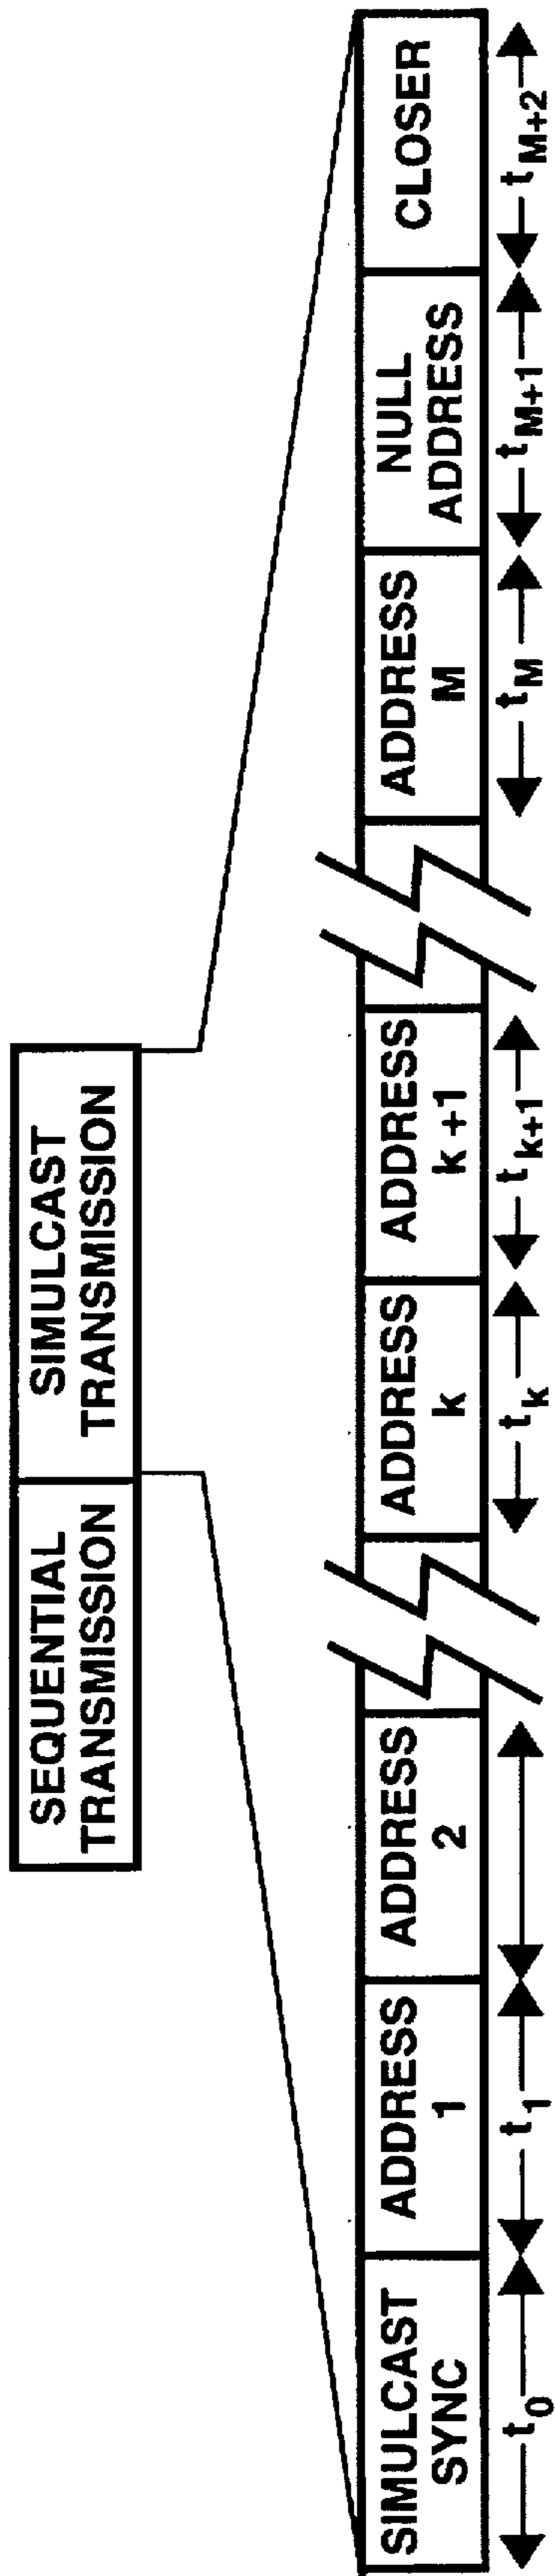 SEQUENTIAL
TRANSMISSION
SIMULCAST
TRANSMISSION
SIMULCAST
SYNC
ADDRESS
1
ADDRESS
2
ADDRESS
k
ADDRESS
k+1
ADDRESS
M
NULL
ADDRESS
CLOSER
t0
t1
tk
tk+1
tM
tM+1
tM+2